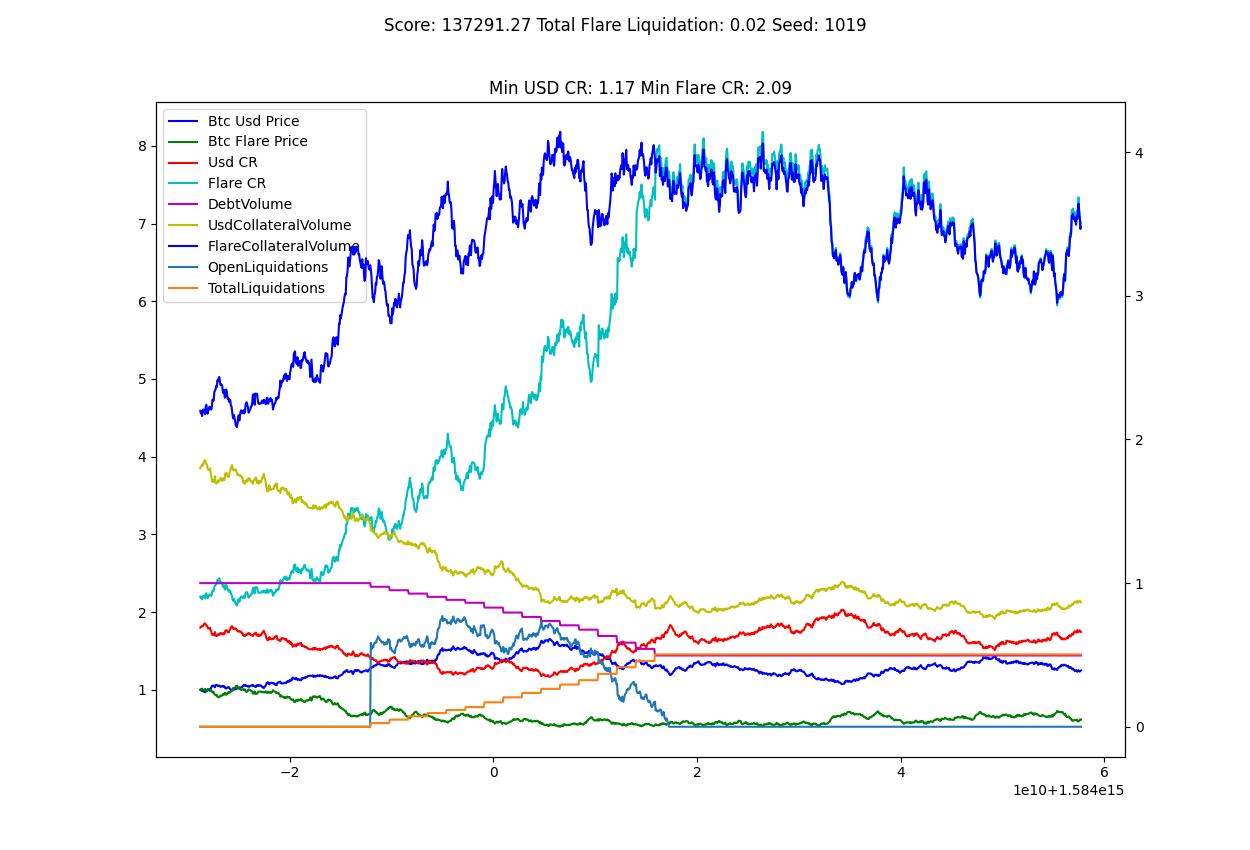 Score: 137291.27 Total Flare Liquidation: 0.02 Seed: 1019
Min USD CR: 1.17 Min Flare CR: 2.09
Btc Usd Price
Btc Flare Price
Usd CR
Flare CR
DebtVolume
UsdCollateralVolume
FlareCollateralVolume
OpenLiquidations
TotalLiquidations
8
7
6
5
4
3
2
1
4
3
2
1
0
−2
0
2
4
6
1e10+1.584e15